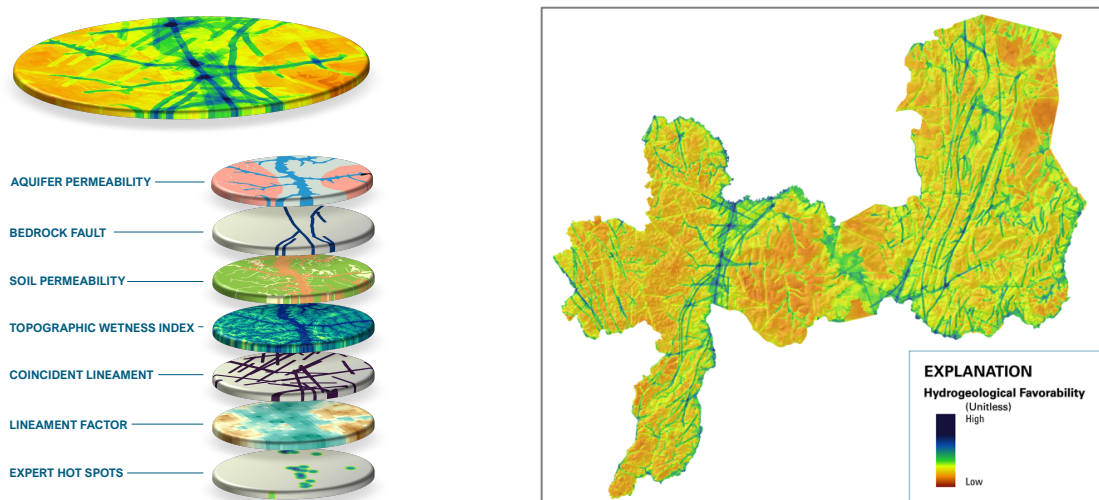 AQUIFER PERMEABILITY
BEDROCK FAULT
SOIL PERMEABILITY
TOPOGRAPHIC WETNESS INDEX
COINCIDENT LINEAMENT
LINEAMENT FACTOR
EXPERT HOT SPOTS
EXPLANATION
Hydrogeological Favorability
(Unitless)
High
Low